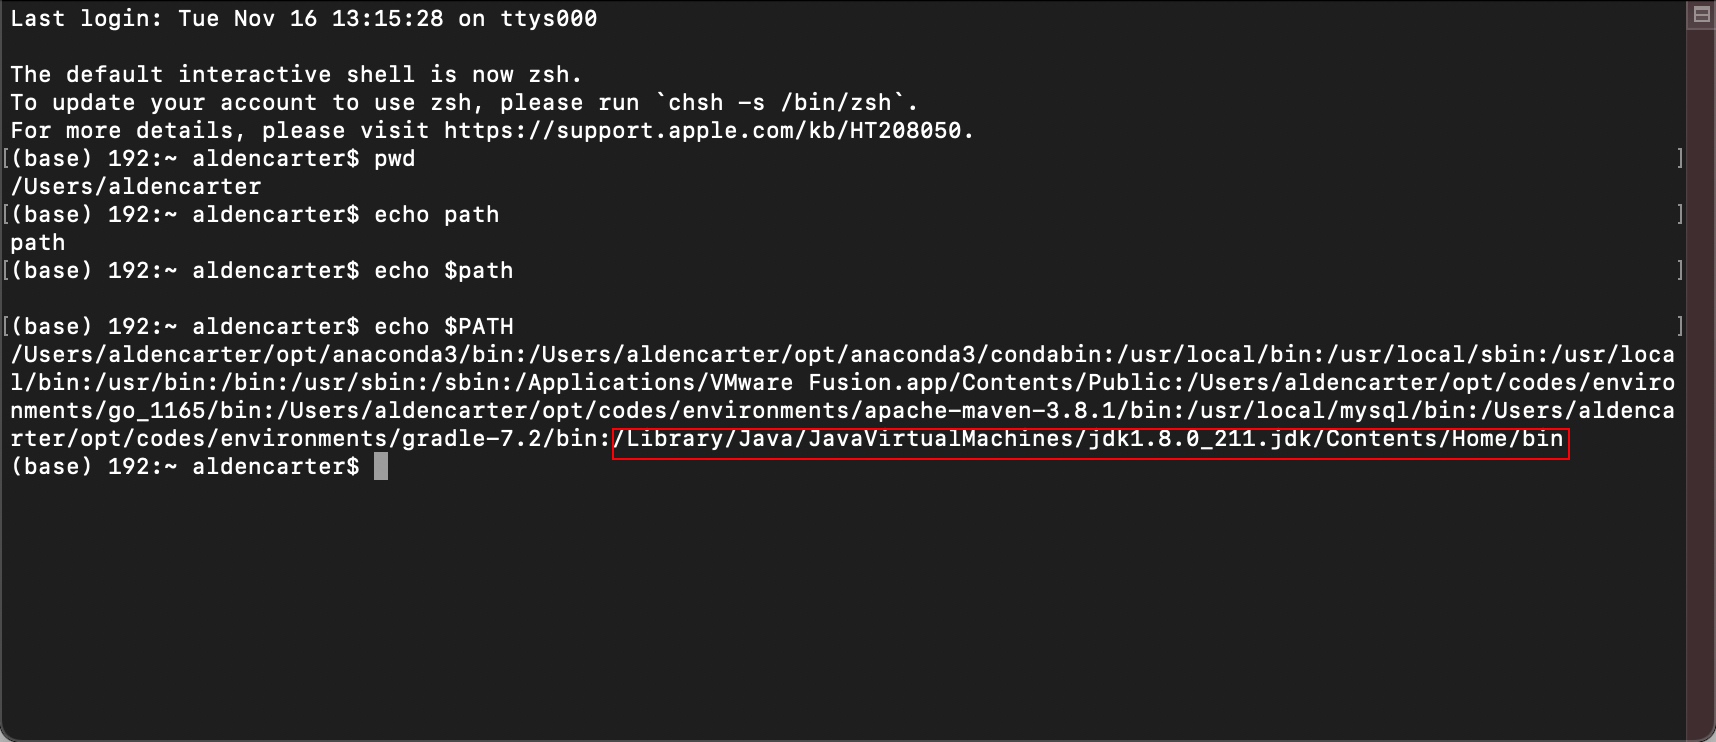 Last login: Tue Nov 16 13:15:28 on ttys000
The default interactive shell is now zsh.
To update your account to use zsh, please run `chsh -s /bin/zsh`.
For more details, please visit https://support.apple.com/kb/HT208050.
[(base) 192:~ aldencarter$ pwd ]
/Users/aldencarter
[(base) 192:~ aldencarter$ echo path ]
path
[(base) 192:~ aldencarter$ echo $path ]
[(base) 192:~ aldencarter$ echo $PATH ]
/Users/aldencarter/opt/anaconda3/bin:/Users/aldencarter/opt/anaconda3/condabin:/usr/local/bin:/usr/local/sbin:/usr/loca
l/bin:/usr/bin:/bin:/usr/sbin:/sbin:/Applications/VMware Fusion.app/Contents/Public:/Users/aldencarter/opt/codes/enviro
nments/go_1165/bin:/Users/aldencarter/opt/codes/environments/apache-maven-3.8.1/bin:/usr/local/mysql/bin:/Users/aldenca
rter/opt/codes/environments/gradle-7.2/bin:/Library/Java/JavaVirtualMachines/jdk1.8.0_211.jdk/Contents/Home/bin
(base) 192:~ aldencarter$